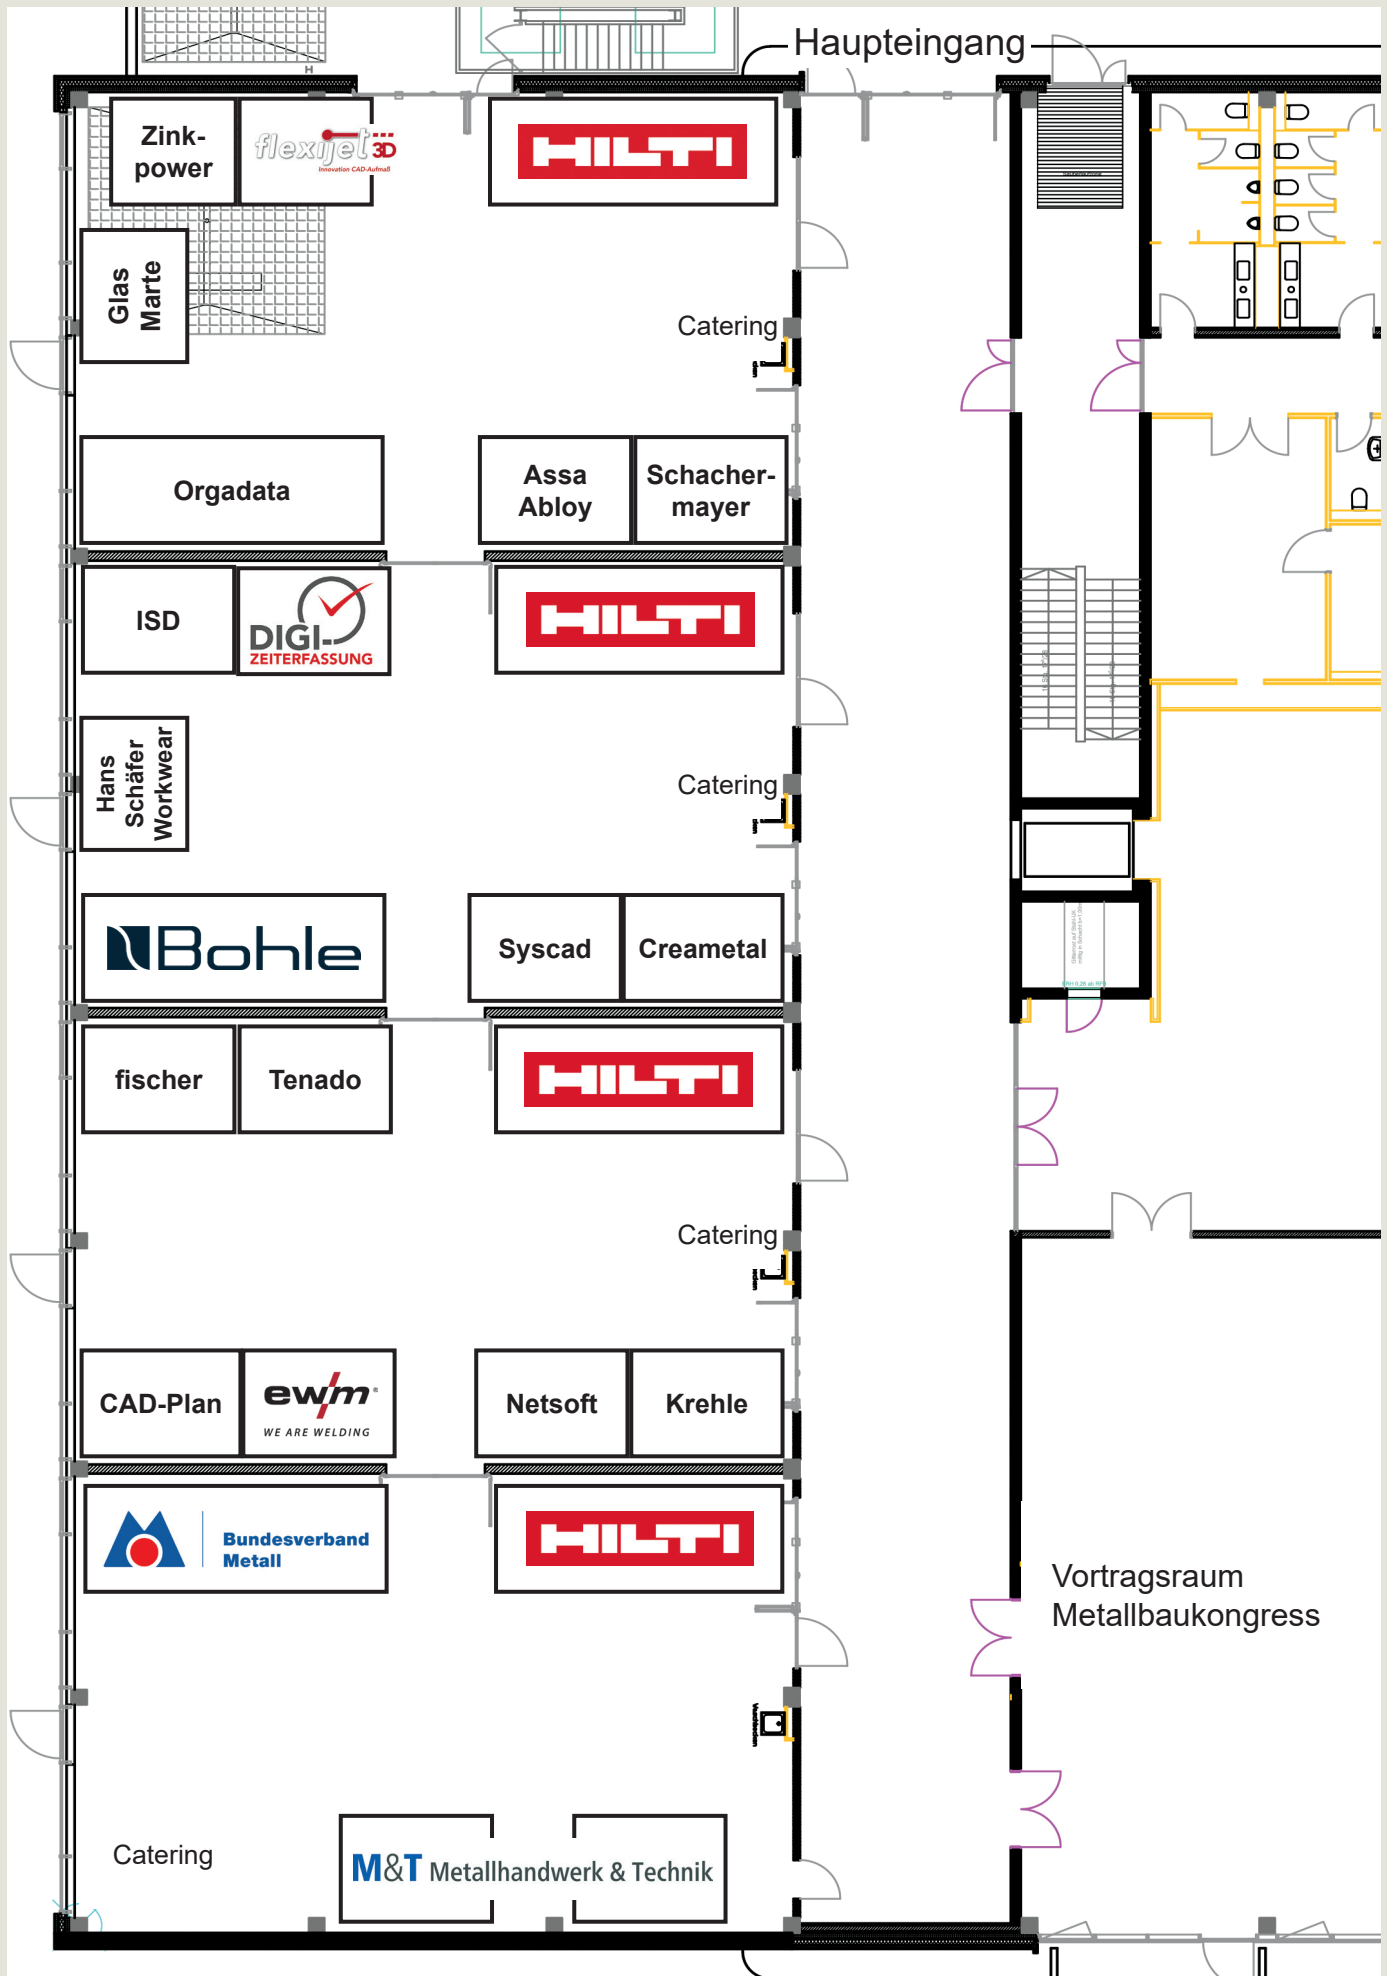 Haupteingang
Zink-
power
flexijet 3D
Innovation CAD-Aufmaß
HILTI
Glas
Marte
Catering
Orgadata
Assa
Abloy
Schacher-
mayer
ISD
DIGI-
ZEITERFASSUNG
HILTI
Hans
Schäfer
Workwear
Catering
Bohle
Syscad
Creametal
fischer
Tenado
HILTI
Catering
CAD-Plan
ewm®
WE ARE WELDING
Netsoft
Krehle
Bundesverband
Metall
HILTI
Vortragsraum
Metallbaukongress
Catering
M&T Metallhandwerk & Technik